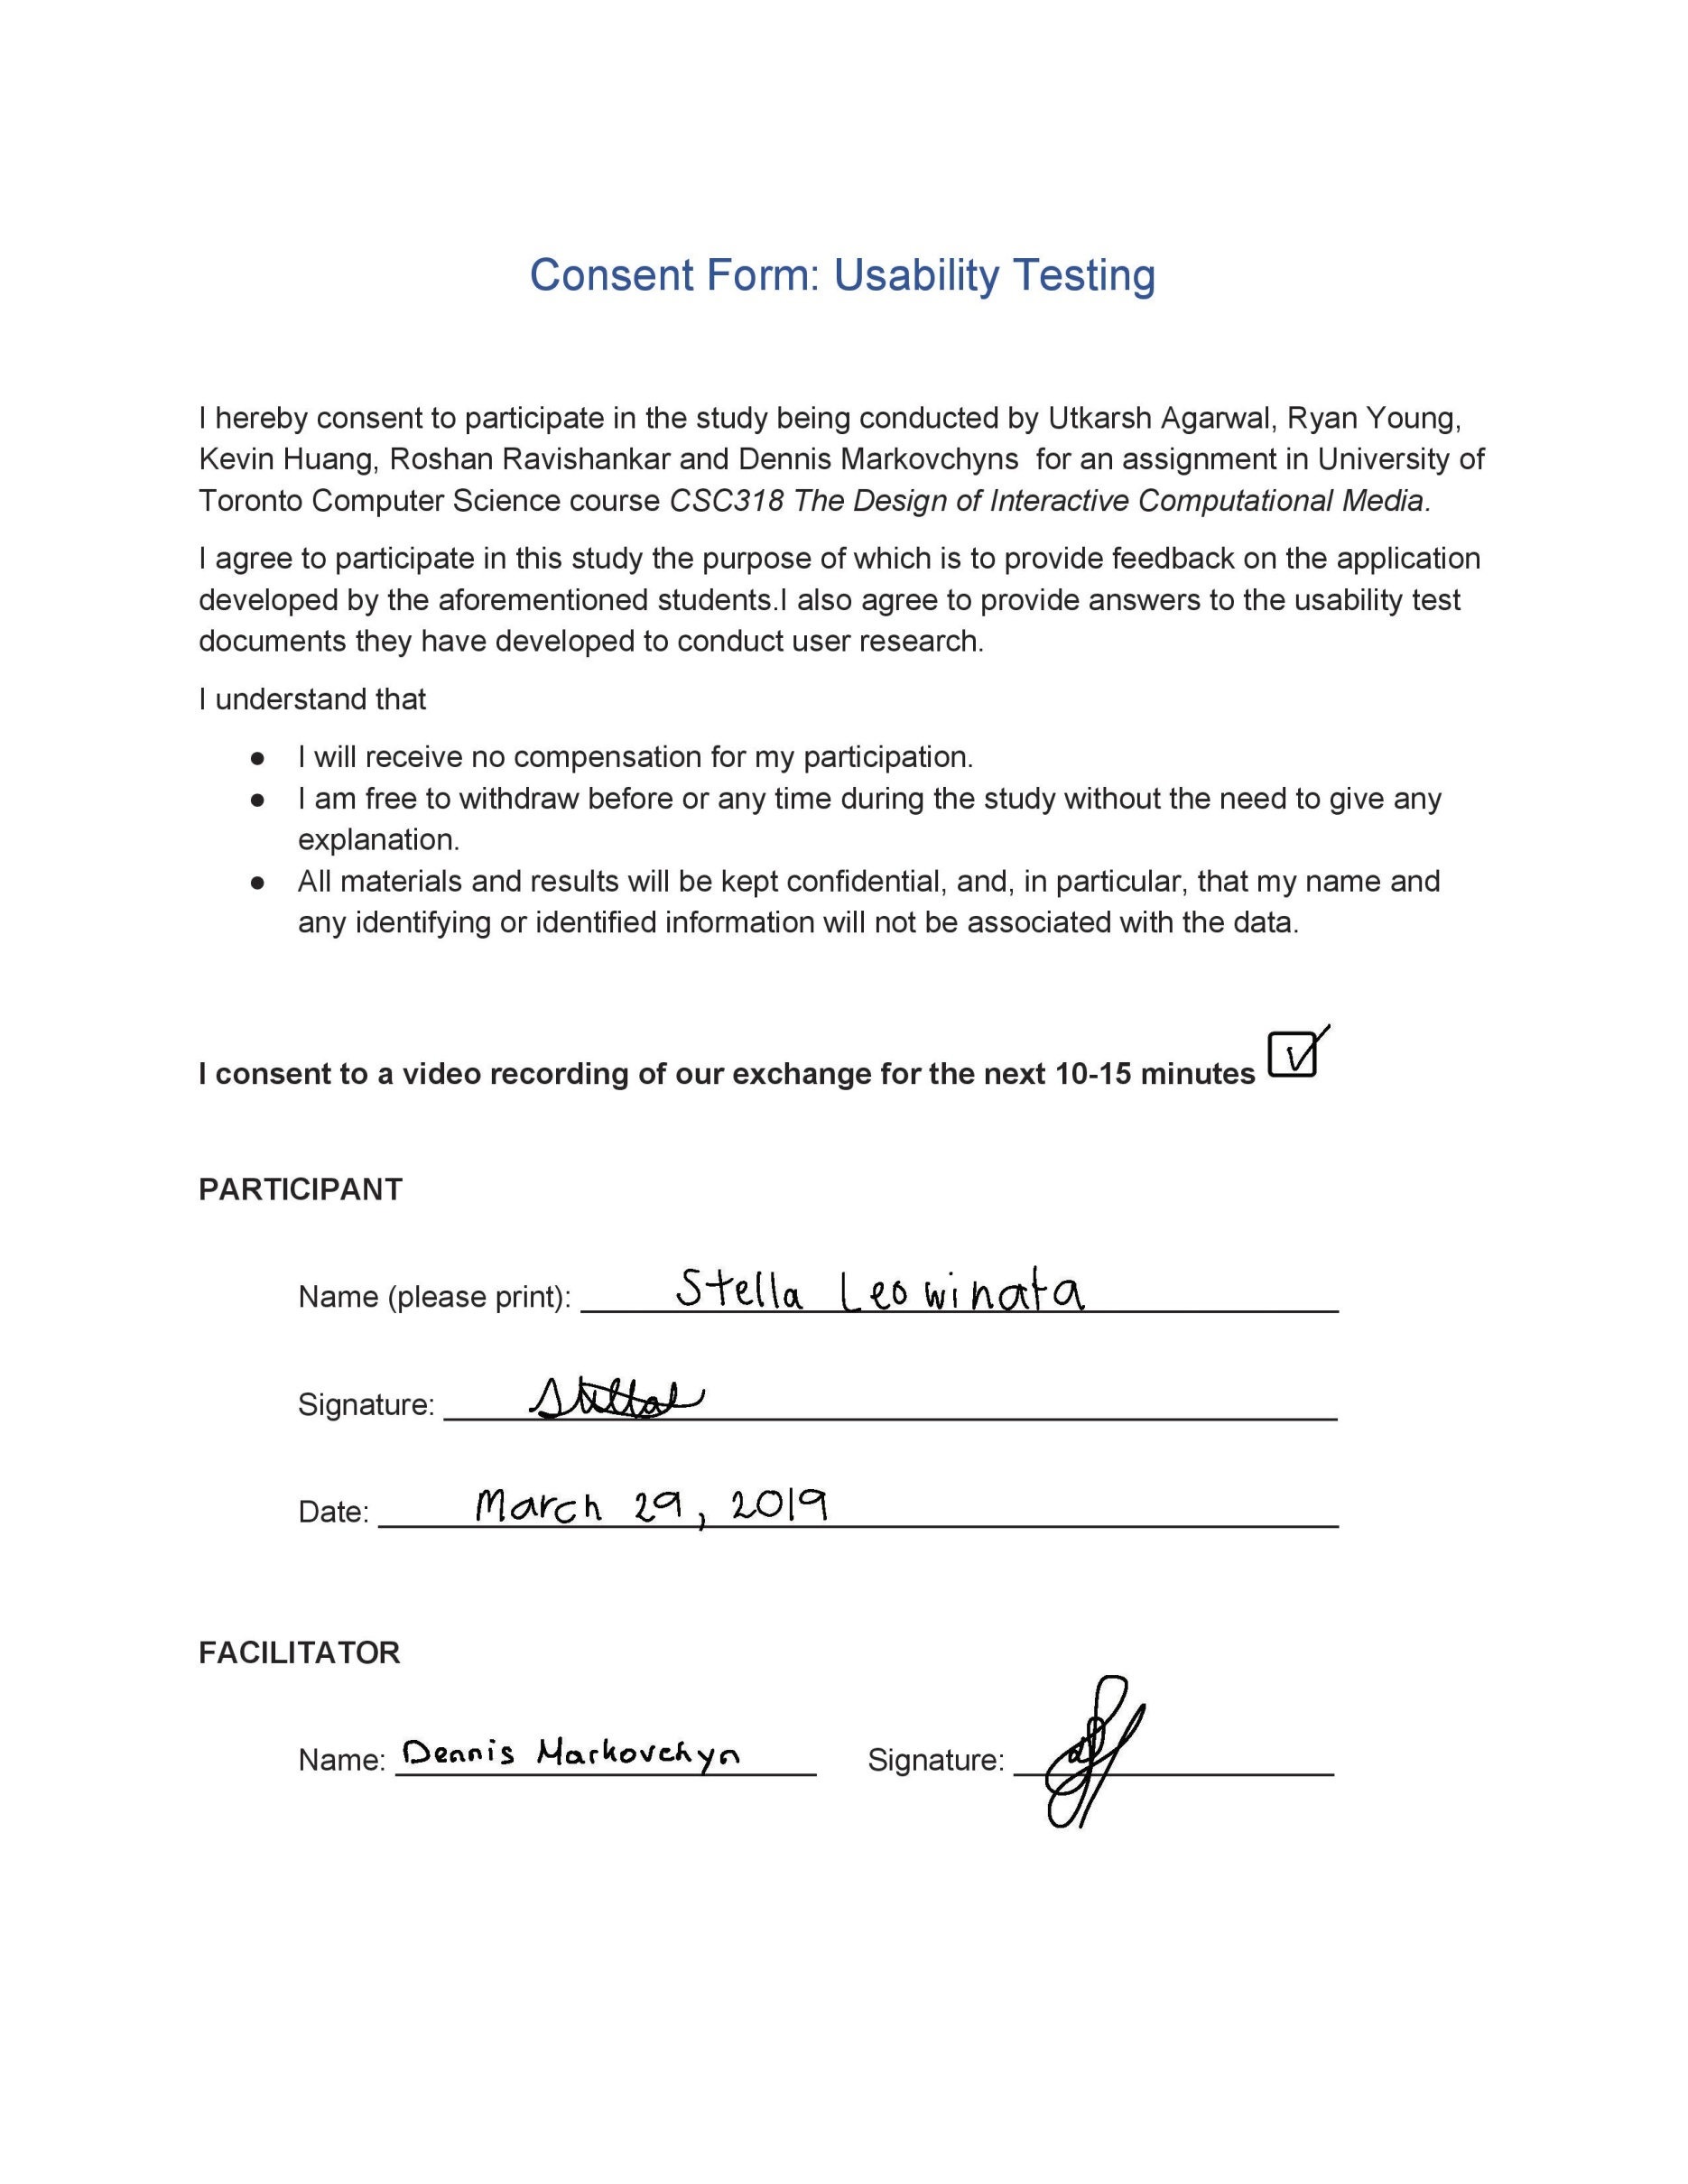 Consent Form: Usability Testing
I hereby consent to participate in the study being conducted by Utkarsh Agarwal, Ryan Young,
Kevin Huang, Roshan Ravishankar and Dennis Markovchyns for an assignment in University of
Toronto Computer Science course CSC318 The Design of Interactive Computational Media.
I agree to participate in this study the purpose of which is to provide feedback on the application
developed by the aforementioned students.I also agree to provide answers to the usability test
documents they have developed to conduct user research.
I understand that
● I will receive no compensation for my participation.
● I am free to withdraw before or any time during the study without the need to give any
explanation.
● All materials and results will be kept confidential, and, in particular, that my name and
any identifying or identified information will not be associated with the data.
I consent to a video recording of our exchange for the next 10-15 minutes
PARTICIPANT
Name (please print): Stella Leowinata
Signature: Stella
Date: March 29, 2019
FACILITATOR
Name: Dennis Markovchyn Signature: